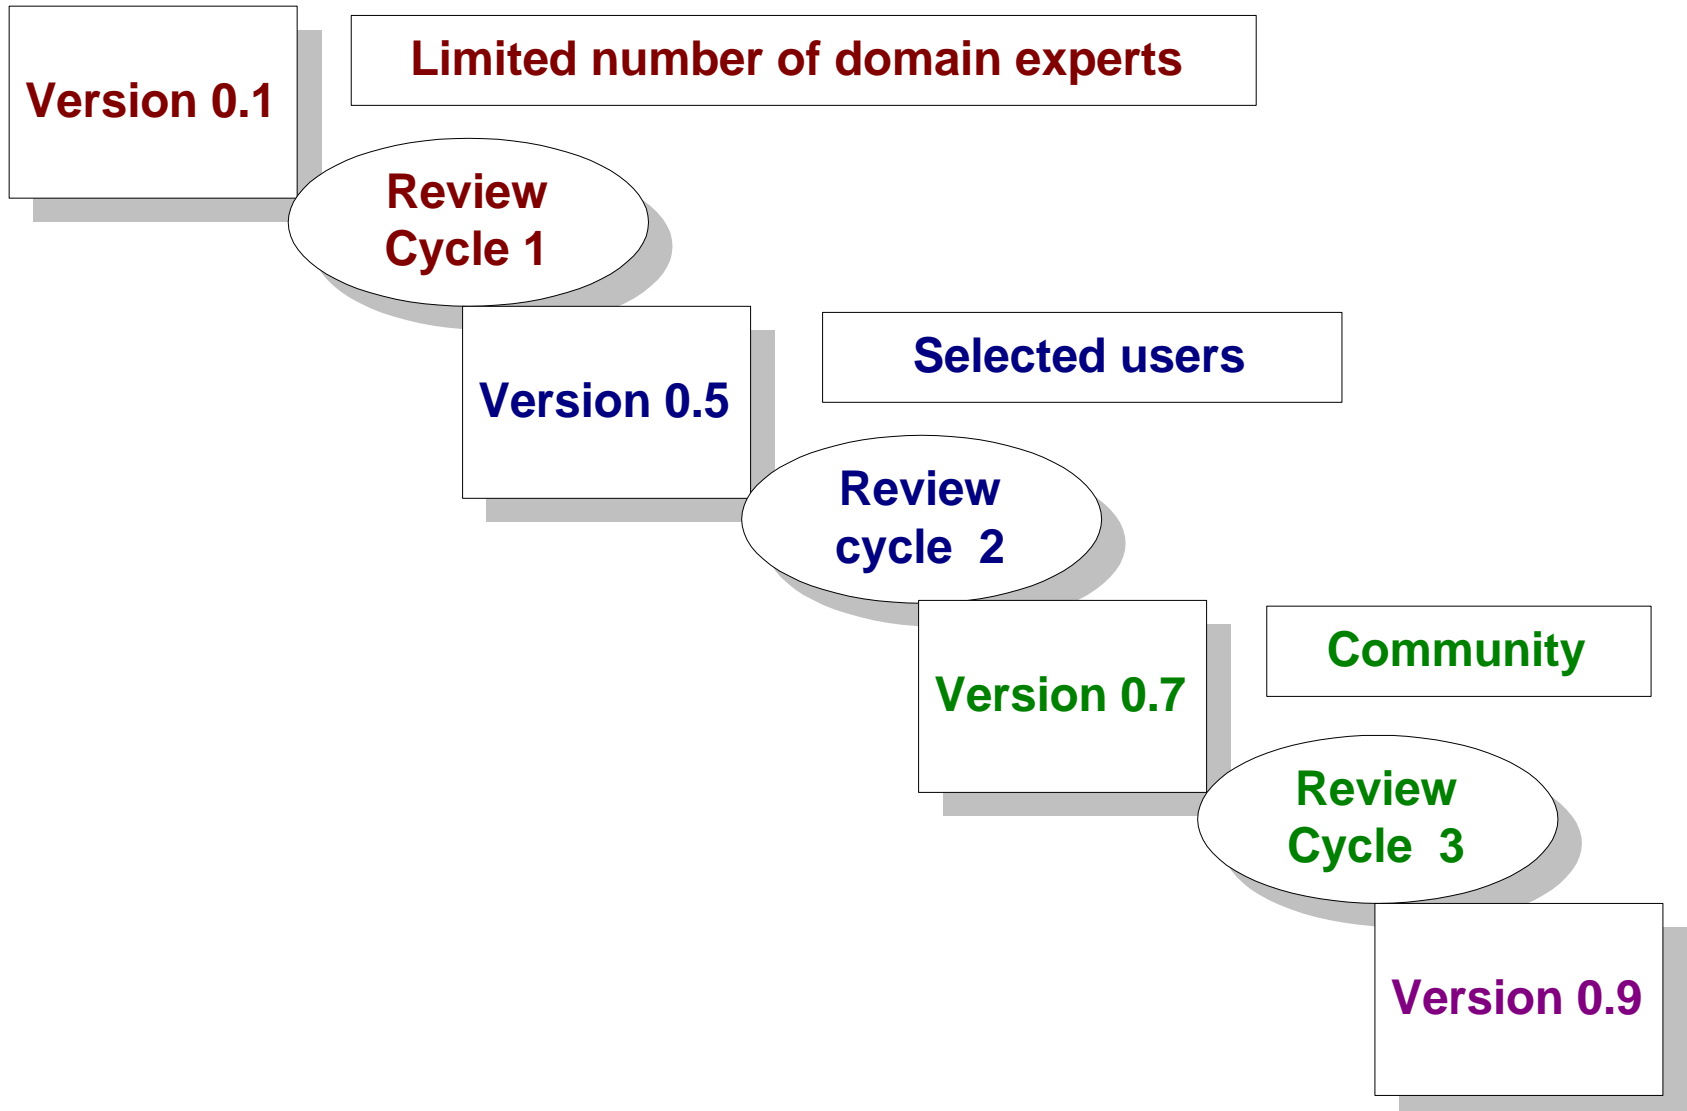 Version 0.1
Limited number of domain experts
Review
Cycle 1
Version 0.5
Selected users
Review
cycle  2
Version 0.7
Community
Review
Cycle  3
Version 0.9